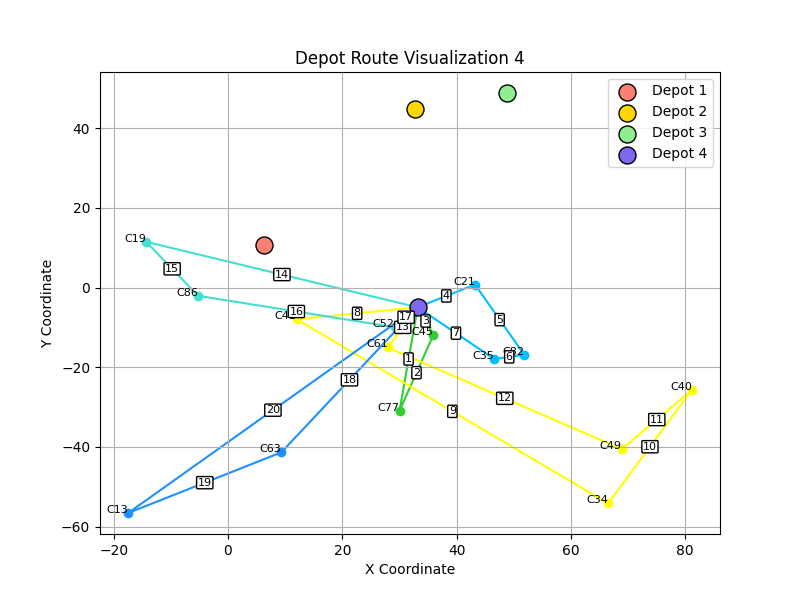 Depot Route Visualization 4
Depot 1
Depot 2
Depot 3
Depot 4
Y Coordinate
40
20
0
−20
−40
−60
C19
15
14
C86
16
8
C52
17
13
3
C45
C61
1
2
C77
4
C21
5
7
C35
6
C82
18
20
9
12
C40
11
10
C49
C34
C63
19
C13
−20
0
20
40
60
80
X Coordinate